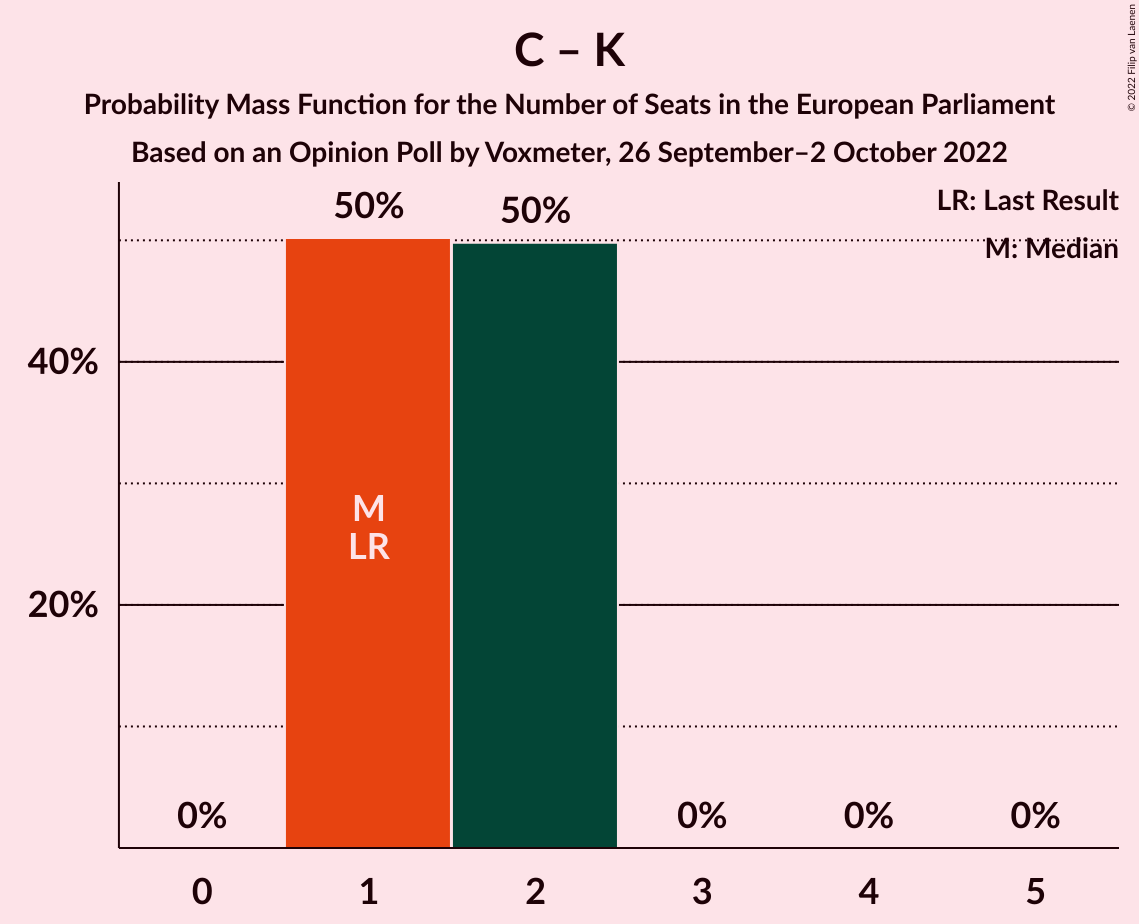 C – K
Probability Mass Function for the Number of Seats in the European Parliament
Based on an Opinion Poll by Voxmeter, 26 September–2 October 2022
© 2022 Filip van Laenen
LR: Last Result
M: Median
50%
50%
40%
20%
M
LR
0%
0%
0%
0%
0
1
2
3
4
5